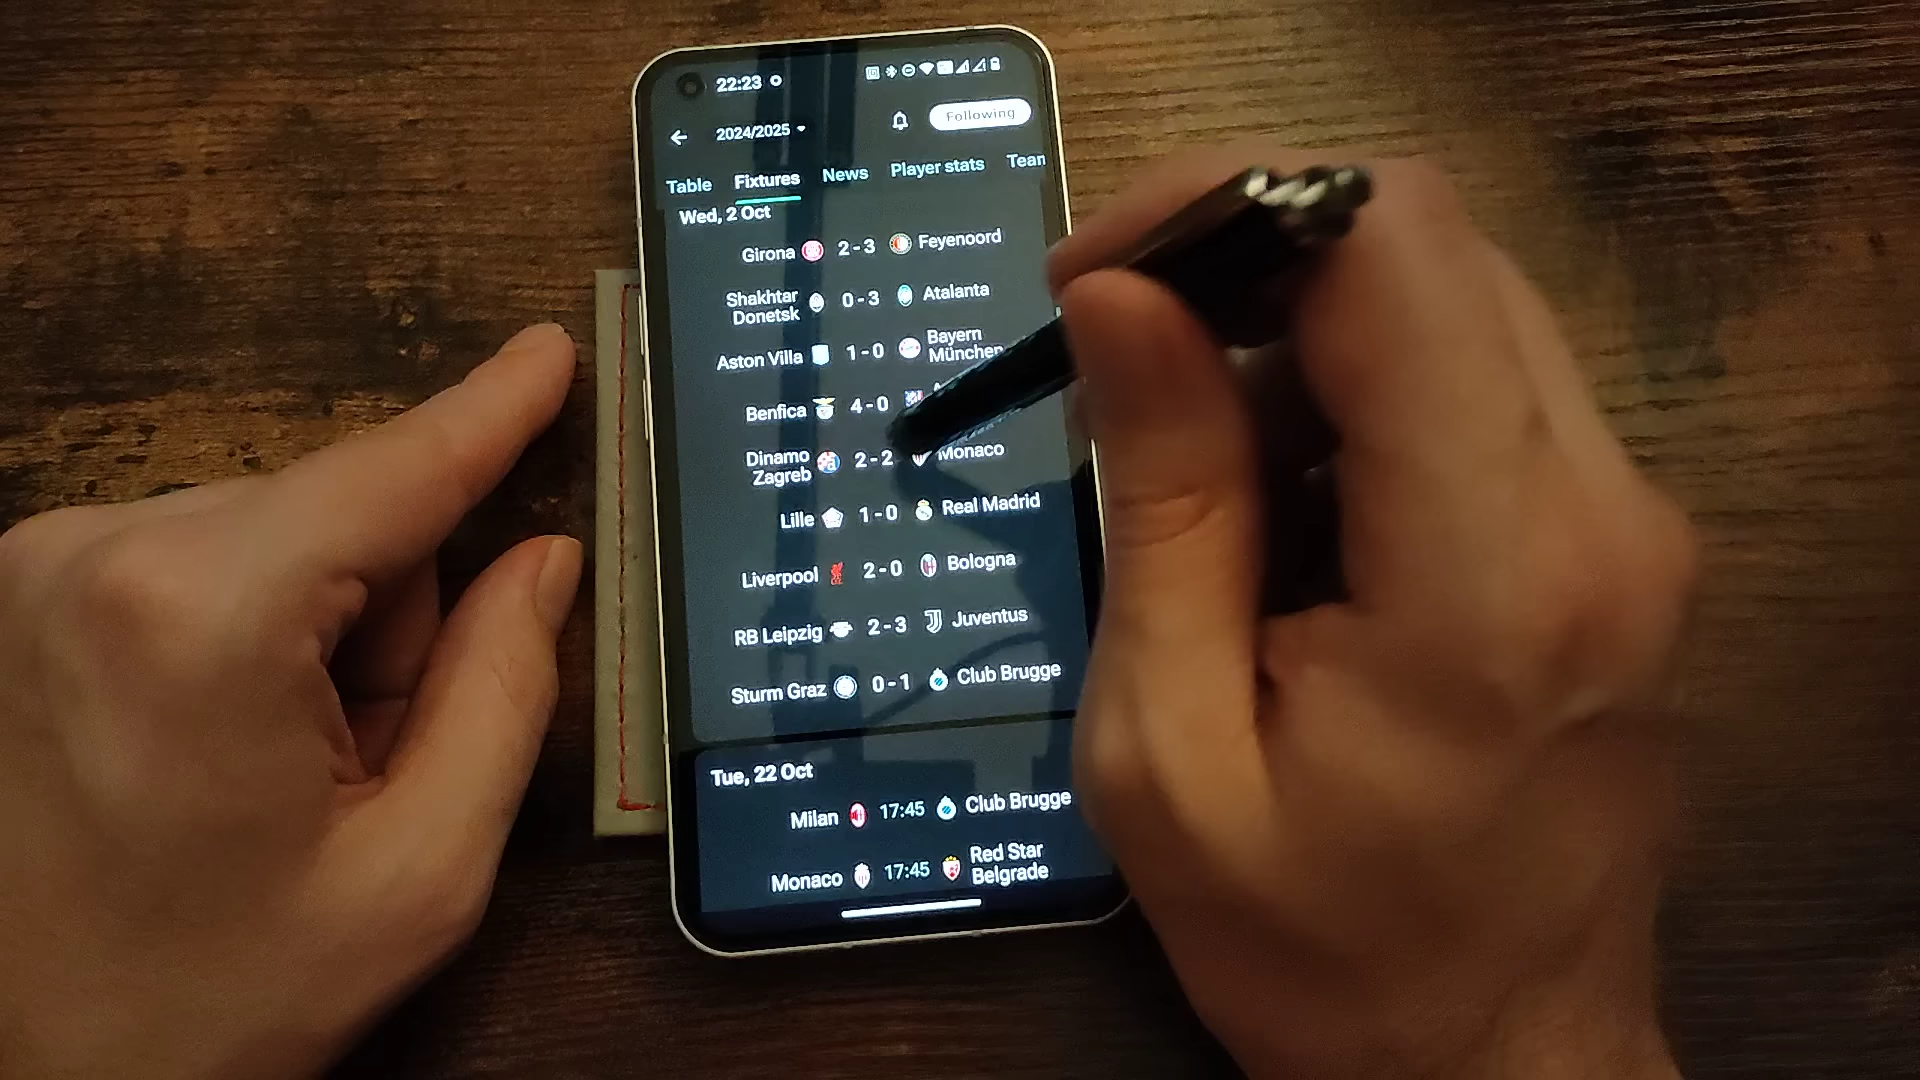 22:23
2024/2025
Following
Table Fixtures News Player stats
Wed, 2 Oct
Girona 2 - 3 Feyenoord
Shakhtar
Donetsk 0 - 3 Atalanta
Aston Villa 1 - 0 Bayern
München
Benfica 4 - 0
Dinamo
Zagreb 2 - 2 Monaco
Lille 1 - 0 Real Madrid
Liverpool 2 - 0 Bologna
RB Leipzig 2 - 3 Juventus
Sturm Graz 0 - 1 Club Brugge
Tue, 22 Oct
Milan 17:45 Club Brugge
Monaco 17:45 Red Star
Belgrade